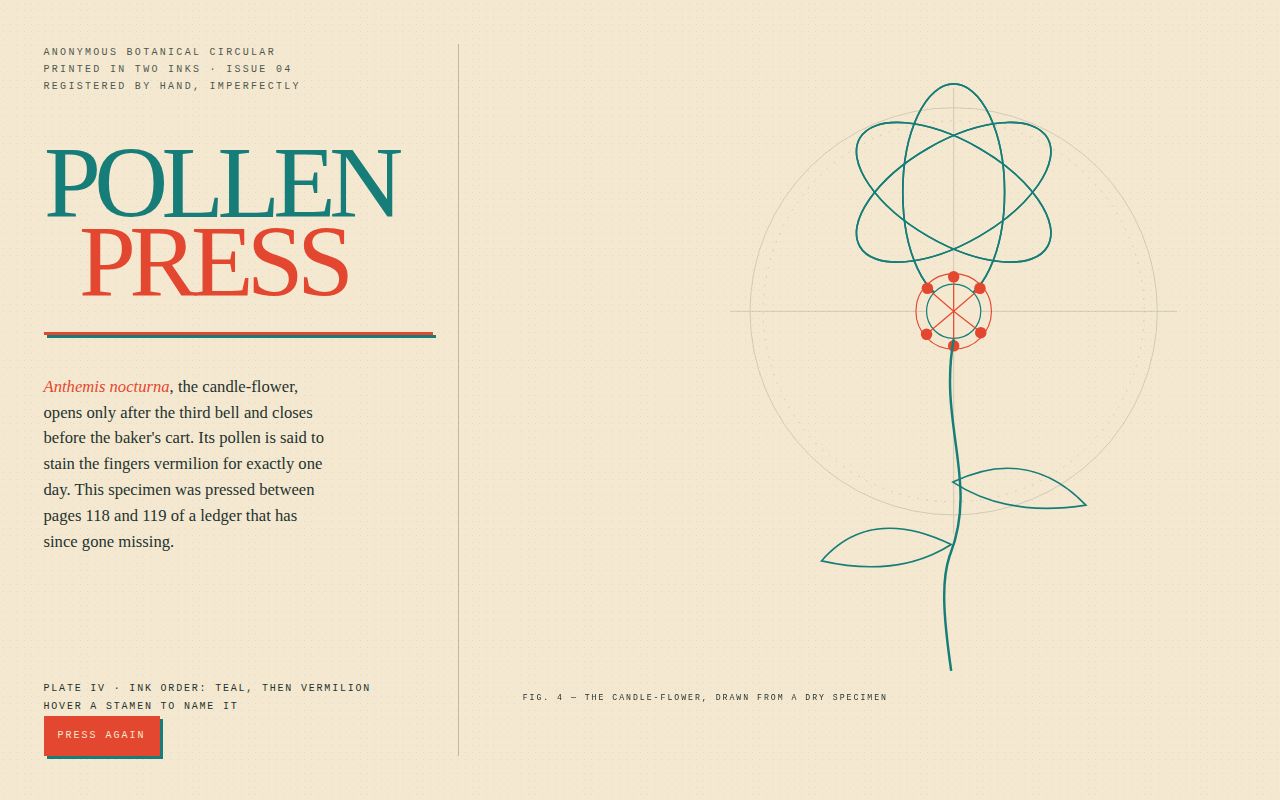 ANONYMOUS BOTANICAL CIRCULAR
PRINTED IN TWO INKS · ISSUE 04
REGISTERED BY HAND, IMPERFECTLY
POLLEN
PRESS
Anthemis nocturna, the candle-flower,
opens only after the third bell and closes
before the baker's cart. Its pollen is said to
stain the fingers vermilion for exactly one
day. This specimen was pressed between
pages 118 and 119 of a ledger that has
since gone missing.
PLATE IV · INK ORDER: TEAL, THEN VERMILION
HOVER A STAMEN TO NAME IT
PRESS AGAIN
FIG. 4 — THE CANDLE-FLOWER, DRAWN FROM A DRY SPECIMEN